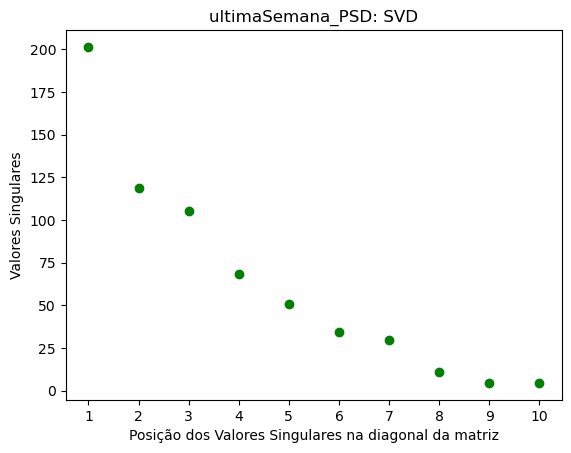 ultimaSemana_PSD: SVD
Valores Singulares
200
175
150
125
100
75
50
25
0
1 2 3 4 5 6 7 8 9 10
Posição dos Valores Singulares na diagonal da matriz